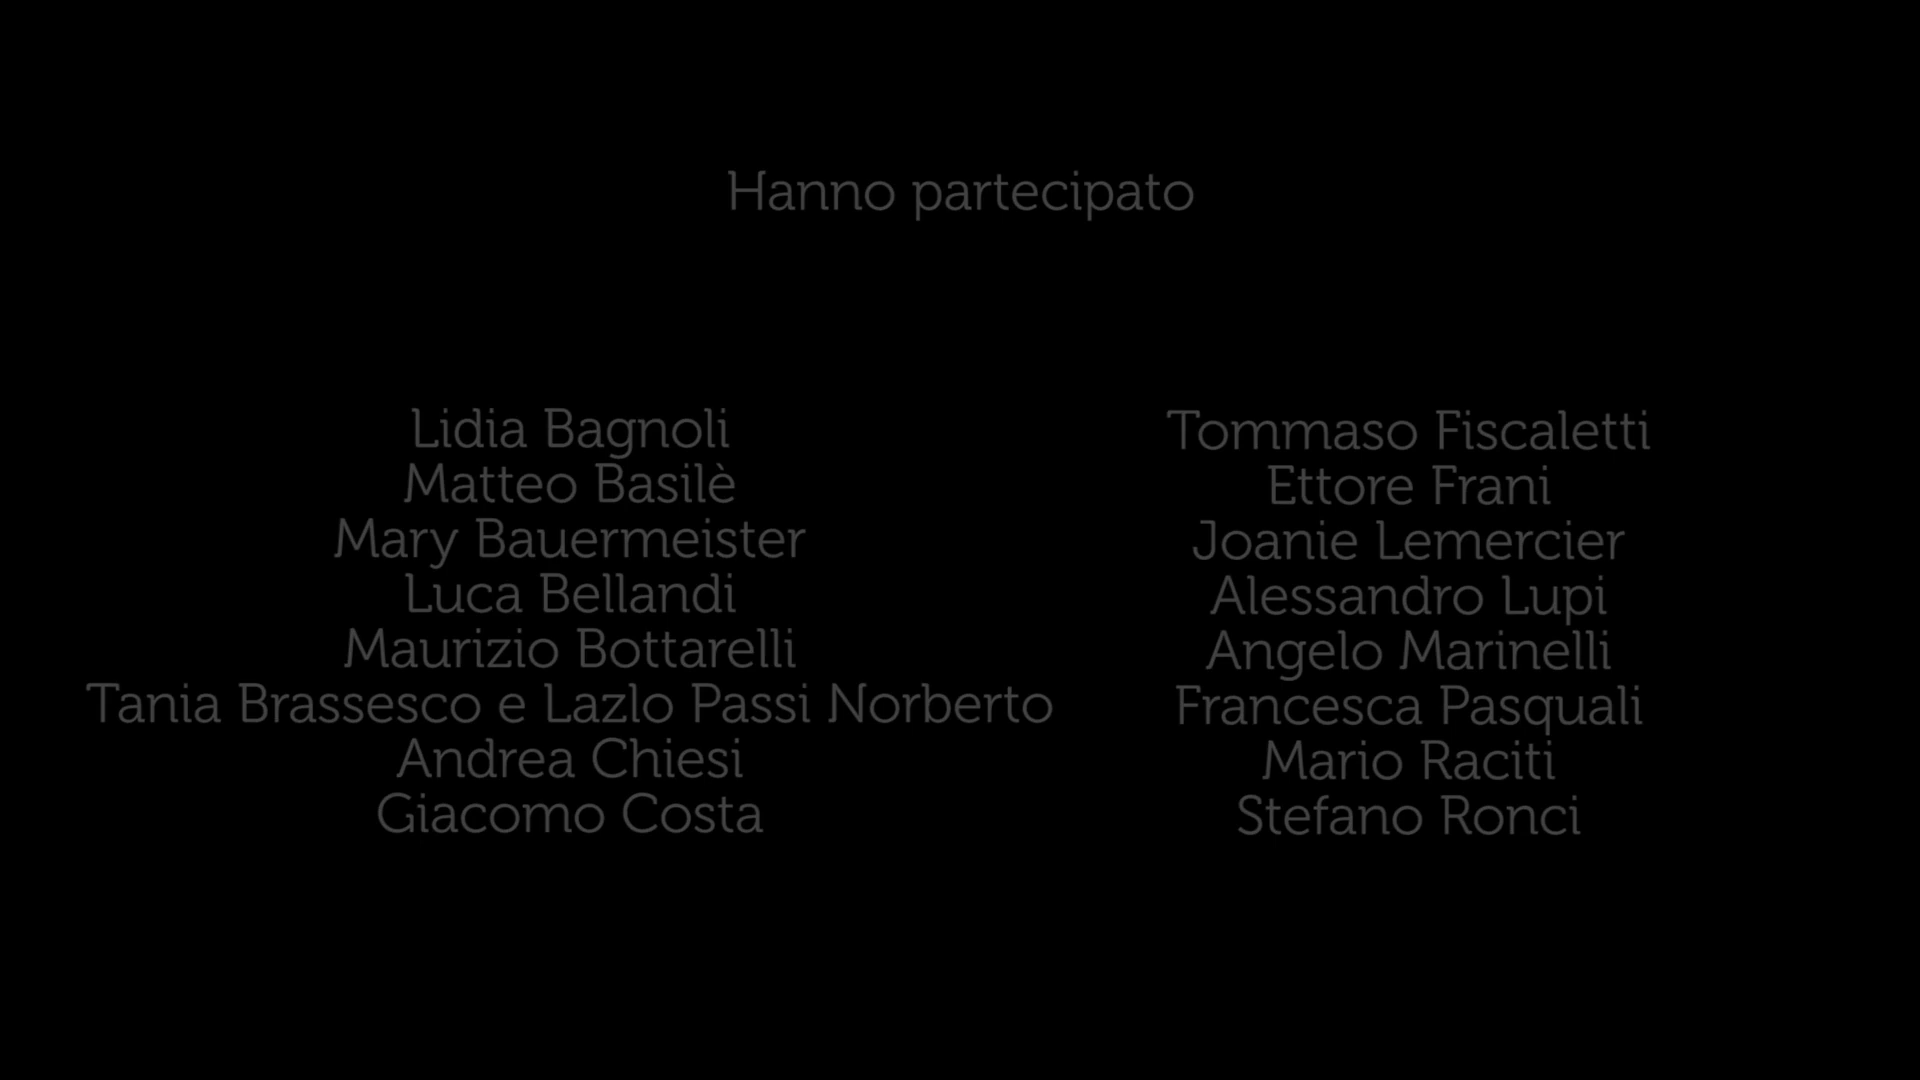 Hanno partecipato
Lidia Bagnoli
Matteo Basilè
Mary Bauermeister
Luca Bellandi
Maurizio Bottarelli
Tania Brassesco e Lazlo Passi Norberto
Andrea Chiesi
Giacomo Costa
Tommaso Fiscaletti
Ettore Frani
Joanie Lemercier
Alessandro Lupi
Angelo Marinelli
Francesca Pasquali
Mario Raciti
Stefano Ronci